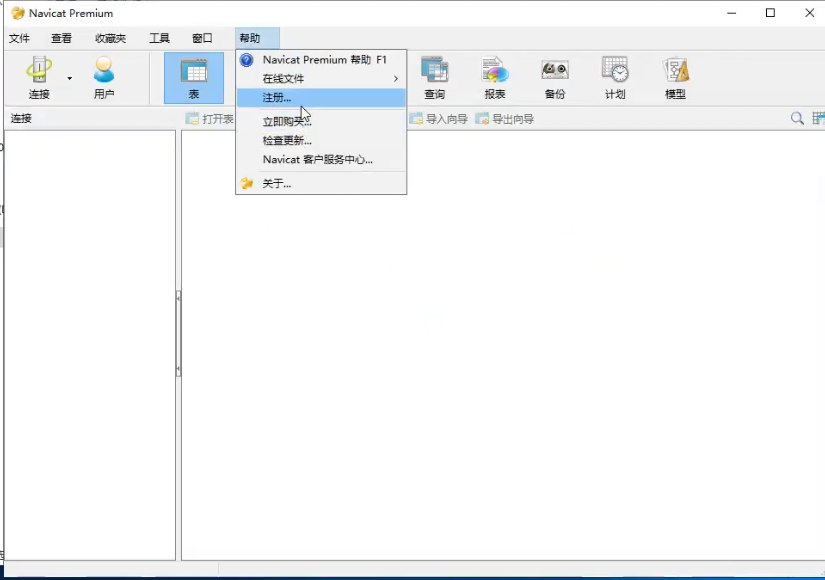 Navicat Premium
文件 查看 收藏夹 工具 窗口 帮助
连接 用户 表 查询 报表 备份 计划 模型
Navicat Premium 帮助 F1
在线文件
注册...
立即购买...
检查更新...
Navicat 客户服务中心...
关于...
连接 打开表 导入向导 导出向导